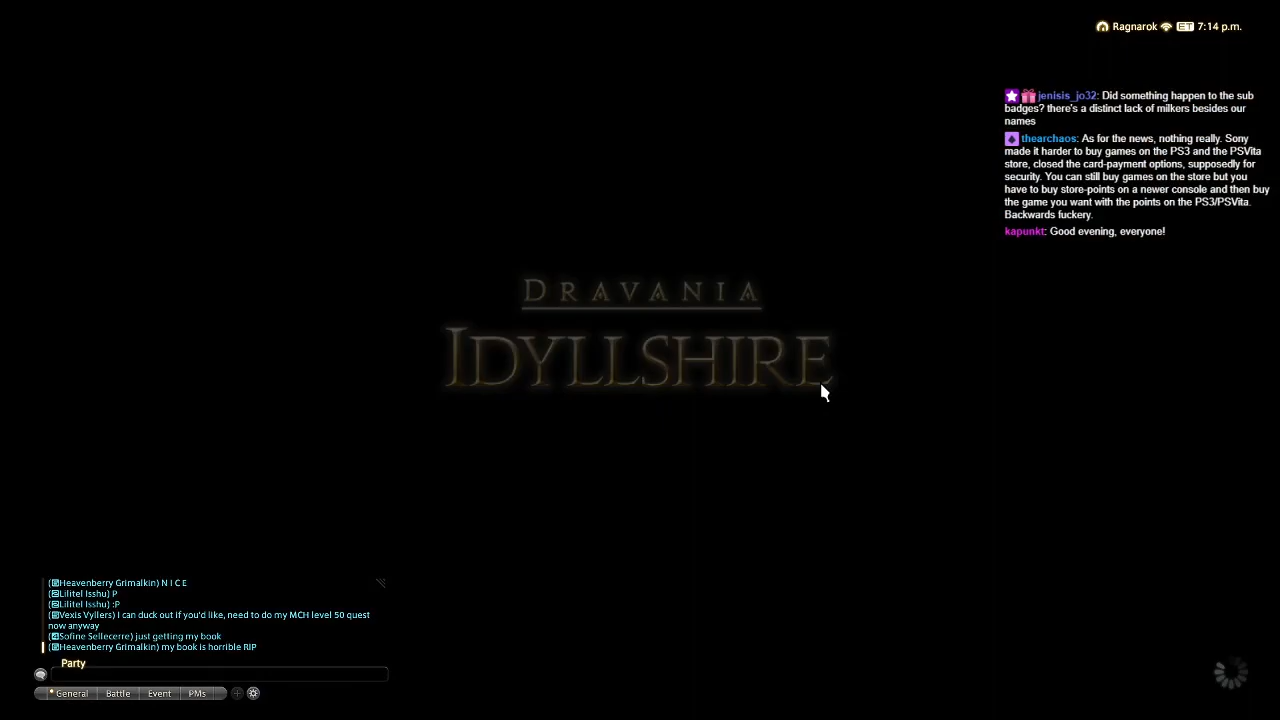 Ragnarok ET 7:14 p.m.
jenisis_jo32: Did something happen to the sub
badges? there's a distinct lack of milkers besides our
names
thearchaos: As for the news, nothing really. Sony
made it harder to buy games on the PS3 and the PSVita
store, closed the card-payment options, supposedly for
security. You can still buy games on the store but you
have to buy store-points on a newer console and then buy
the game you want with the points on the PS3/PSVita.
Backwards fuckery.
kapunkt: Good evening, everyone!
DRAVANIA
IDYLLSHIRE
(Heavenberry Grimalkin) N I C E
(Lilitel Isshu) P
(Lilitel Isshu) :P
(Vexis Vyllers) I can duck out if you'd like, need to do my MCH level 50 quest
now anyway
(Sofine Sellecerre) just getting my book
(Heavenberry Grimalkin) my book is horrible RIP
Party
General Battle Event PMs